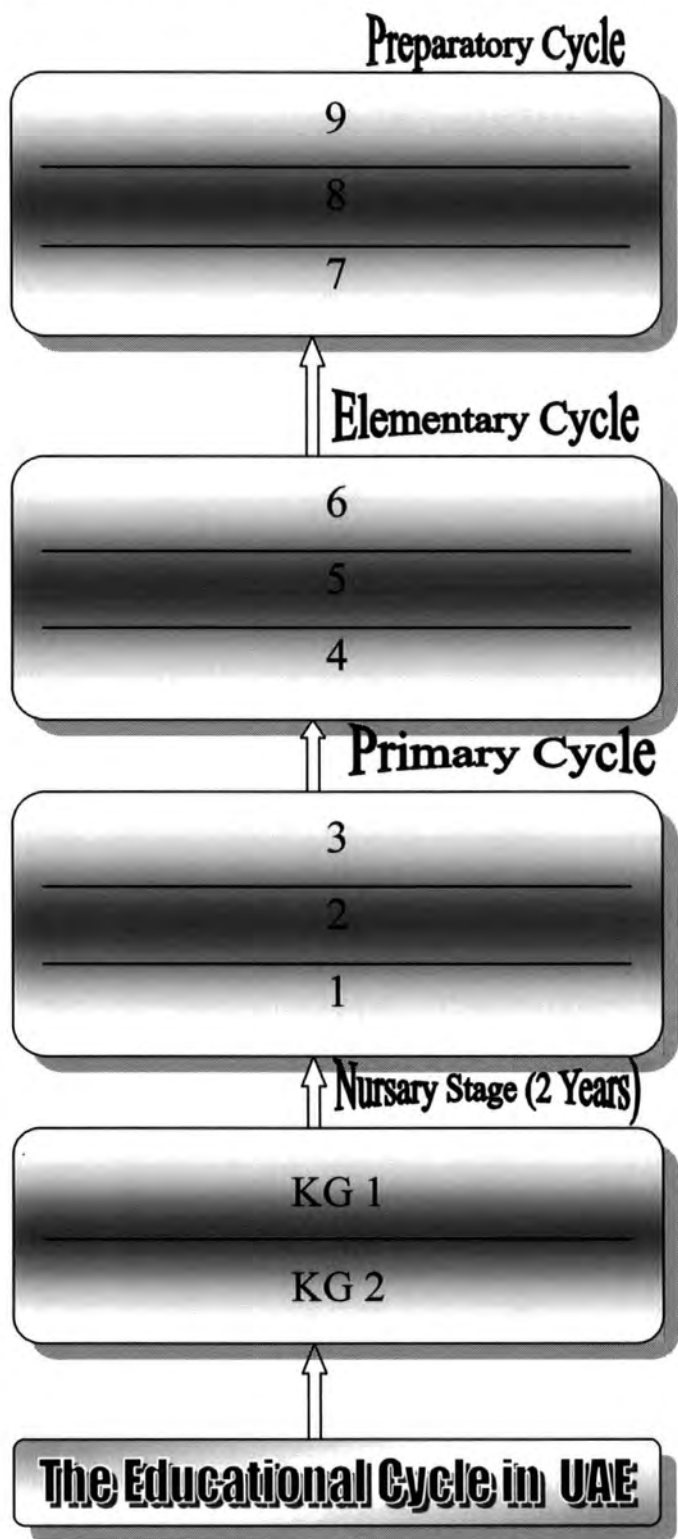 Preparatory Cycle
9
8
7
Elementary Cycle
6
5
4
Primary Cycle
3
2
1
Nursary Stage (2 Years)
KG 1
KG 2
The Educational Cycle in UAE